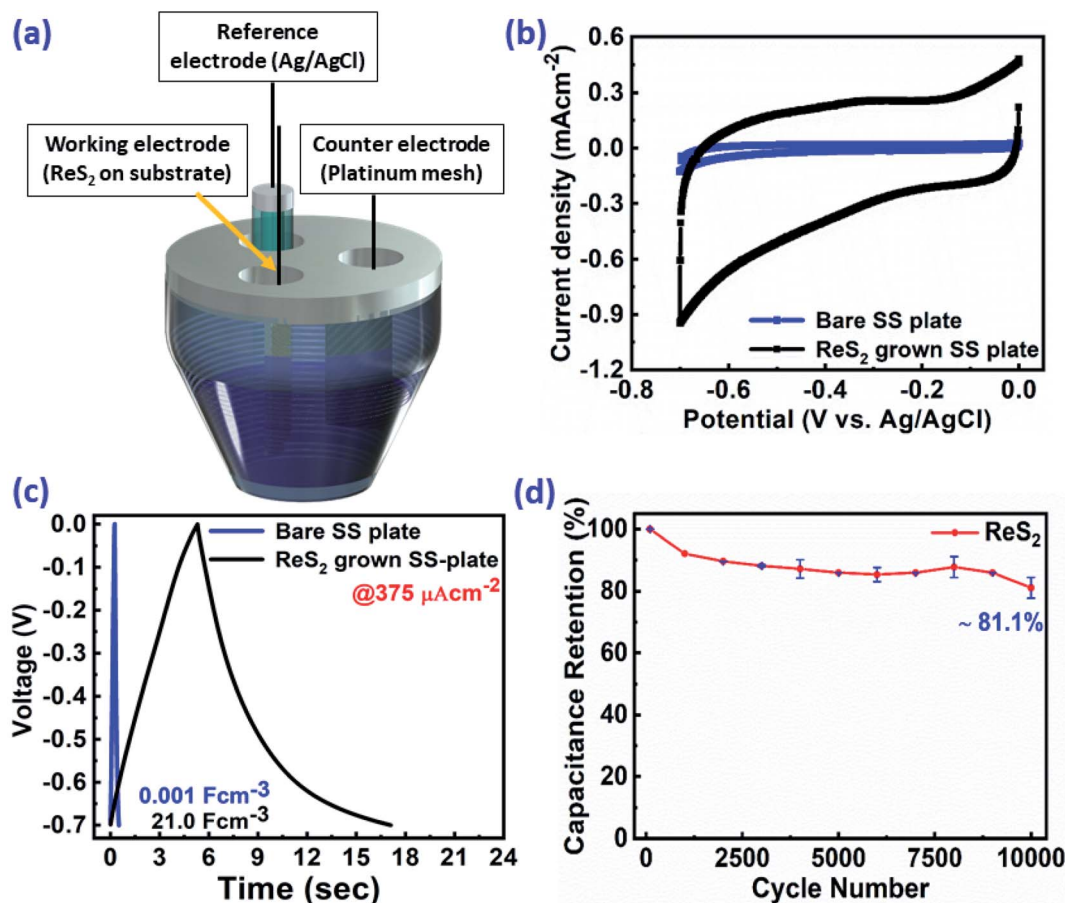 (a)
Reference
electrode (Ag/AgCl)
Working electrode
(ReS₂ on substrate)
Counter electrode
(Platinum mesh)
(b)
Current density (mAcm⁻²)
0.6
0.3
0.0
-0.3
-0.6
-0.9
-1.2
Bare SS plate
ReS₂ grown SS plate
-0.8 -0.6 -0.4 -0.2 0.0
Potential (V vs. Ag/AgCl)
(c)
Voltage (V)
0.0
-0.1
-0.2
-0.3
-0.4
-0.5
-0.6
-0.7
Bare SS plate
ReS₂ grown SS-plate
@375 μAcm⁻²
0.001 Fcm⁻³
21.0 Fcm⁻³
0 3 6 9 12 15 18 21 24
Time (sec)
(d)
Capacitance Retention (%)
100
80
60
40
20
0
ReS₂
~ 81.1%
0 2500 5000 7500 10000
Cycle Number